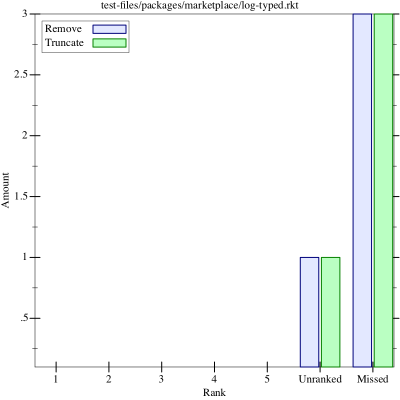 test-files/packages/marketplace/log-typed.rkt
Remove
Truncate
3
2.5
2
1.5
1
.5
Amount
1 2 3 4 5 Unranked Missed
Rank